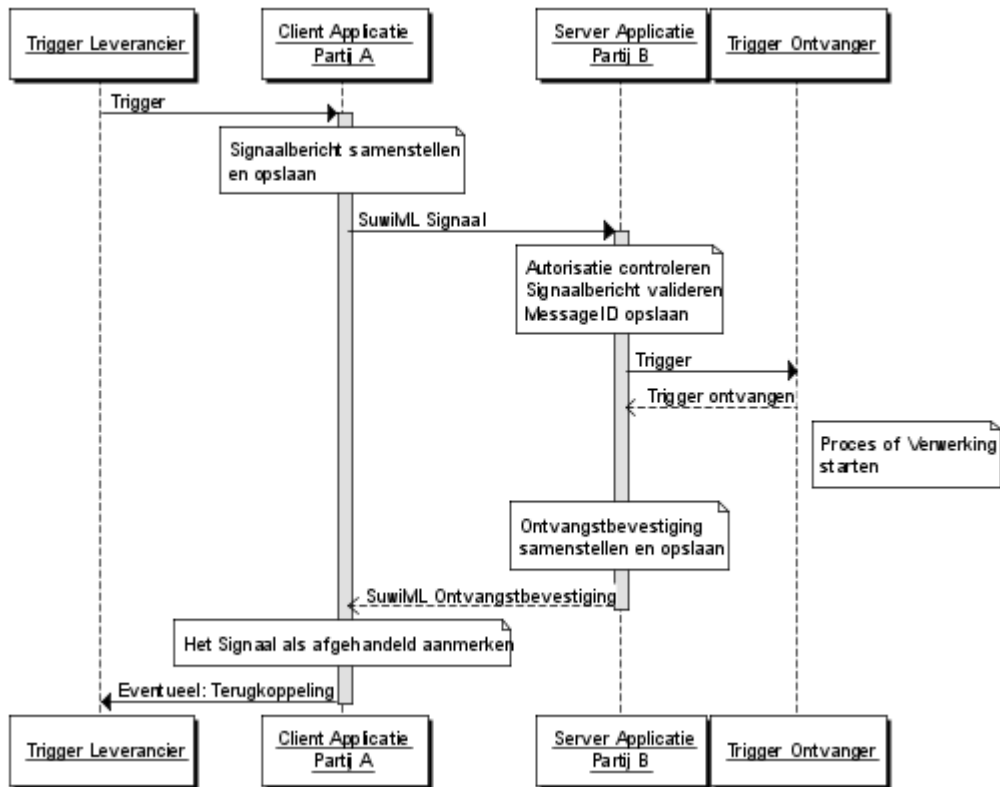 Trigger Leverancier
Client Applicatie
Partij A
Server Applicatie
Partij B
Trigger Ontvanger
Trigger
Signaalbericht samenstellen
en opslaan
SuwiML Signaal
Autorisatie controleren
Signaalbericht valideren
MessageID opslaan
Trigger
Trigger ontvangen
Proces of Verwerking
starten
Ontvangstbevestiging
samenstellen en opslaan
SuwiML Ontvangstbevestiging
Het Signaal als afgehandeld aanmerken
Eventueel: Terugkoppeling
Trigger Leverancier
Client Applicatie
Partij A
Server Applicatie
Partij B
Trigger Ontvanger